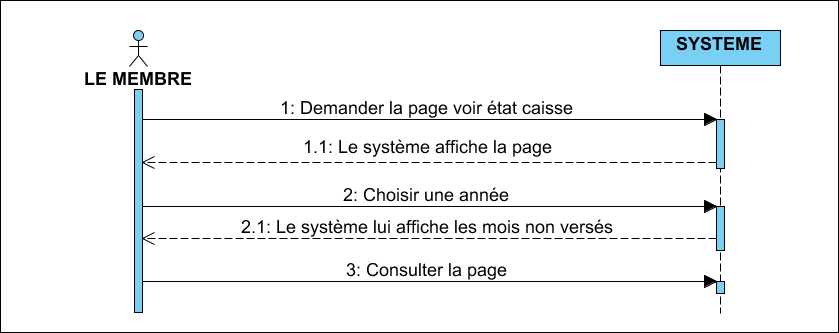 SYSTEME
LE MEMBRE
1: Demander la page voir état caisse
1.1: Le système affiche la page
2: Choisir une année
2.1: Le système lui affiche les mois non versés
3: Consulter la page